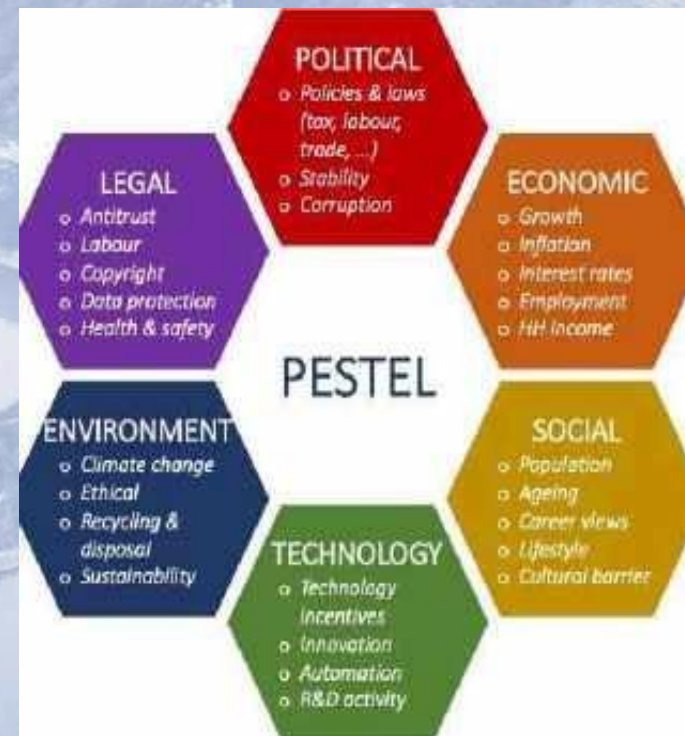 POLITICAL
o Policies & laws
(tax, labour,
trade, ...)
o Stability
o Corruption
ECONOMIC
o Growth
o Inflation
o Interest rates
o Employment
o HH income
SOCIAL
o Population
o Ageing
o Career views
o Lifestyle
o Cultural barrier
TECHNOLOGY
o Technology
incentives
o Innovation
o Automation
o R&D activity
ENVIRONMENT
o Climate change
o Ethical
o Recycling &
disposal
o Sustainability
LEGAL
o Antitrust
o Labour
o Copyright
o Data protection
o Health & safety
PESTEL